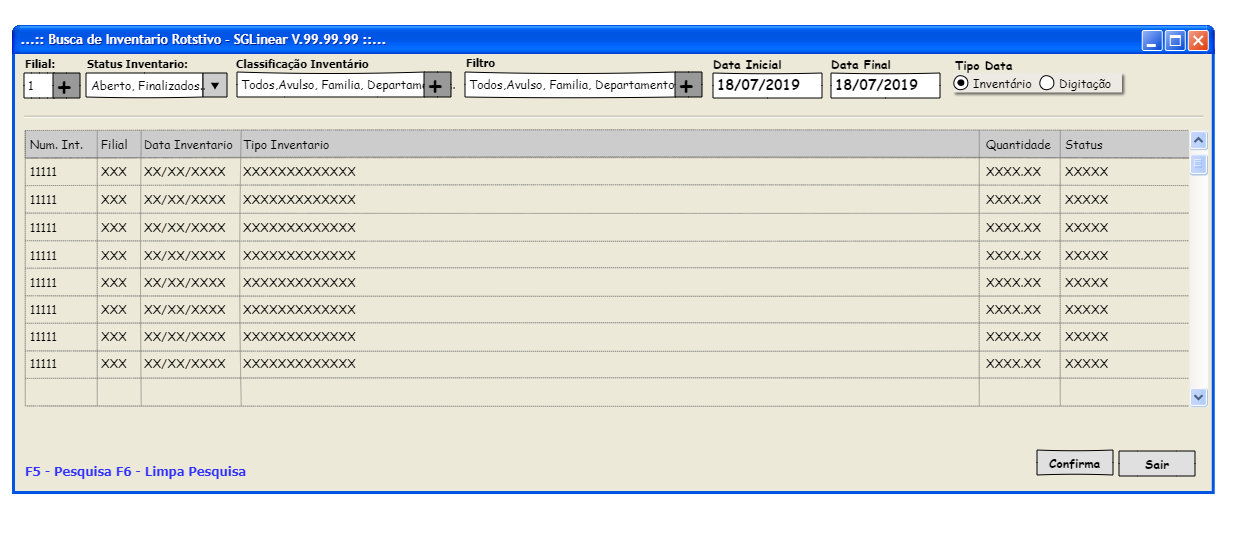 ...:: Busca de Inventario Rotstivo - SGLinear V.99.99.99 ::...
Filial: Status Inventario: Classificação Inventário Filtro Data Inicial Data Final Tipo Data
1 + Aberto, Finalizados. Todos,Avulso, Familia, Departam + . Todos,Avulso, Familia, Departamento + 18/07/2019 18/07/2019 Inventário Digitação
Num. Int. Filial Data Inventario Tipo Inventario Quantidade Status
11111 XXX XX/XX/XXXX XXXXXXXXXXXXX XXXX.XX XXXXX
11111 XXX XX/XX/XXXX XXXXXXXXXXXXX XXXX.XX XXXXX
11111 XXX XX/XX/XXXX XXXXXXXXXXXXX XXXX.XX XXXXX
11111 XXX XX/XX/XXXX XXXXXXXXXXXXX XXXX.XX XXXXX
11111 XXX XX/XX/XXXX XXXXXXXXXXXXX XXXX.XX XXXXX
11111 XXX XX/XX/XXXX XXXXXXXXXXXXX XXXX.XX XXXXX
11111 XXX XX/XX/XXXX XXXXXXXXXXXXX XXXX.XX XXXXX
11111 XXX XX/XX/XXXX XXXXXXXXXXXXX XXXX.XX XXXXX
F5 - Pesquisa F6 - Limpa Pesquisa Confirma Sair